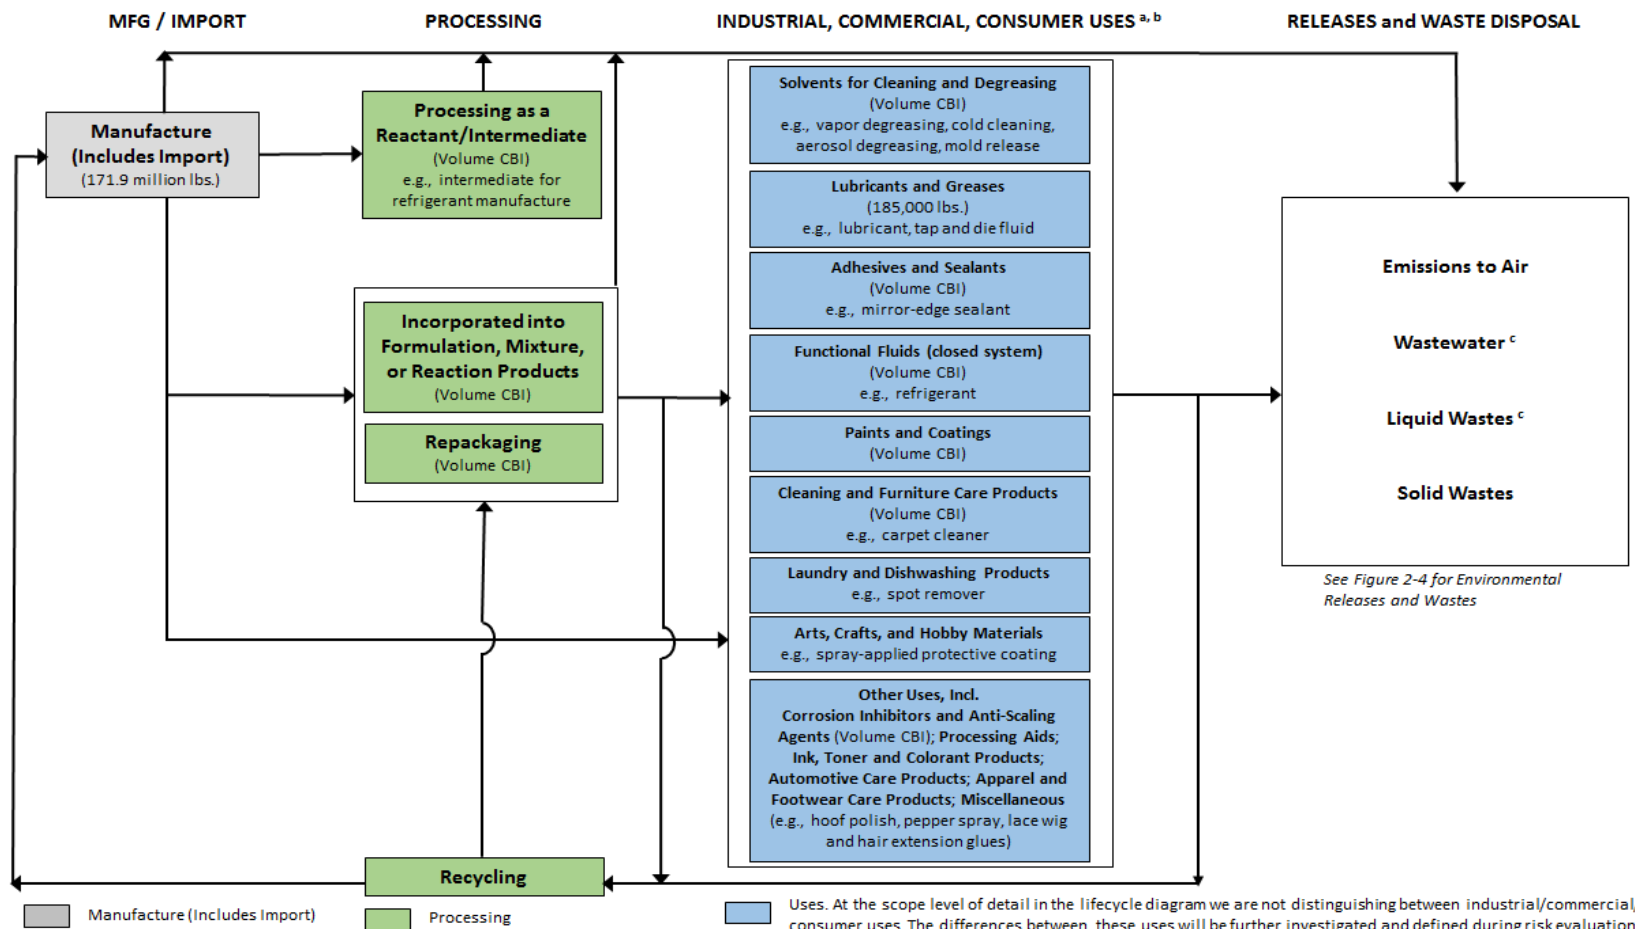 MFG / IMPORT
PROCESSING
INDUSTRIAL, COMMERCIAL, CONSUMER USES a, b
RELEASES and WASTE DISPOSAL
Manufacture
(Includes Import)
(171.9 million lbs.)
Processing as a
Reactant/Intermediate
(Volume CBI)
e.g., intermediate for
refrigerant manufacture
Incorporated into
Formulation, Mixture,
or Reaction Products
(Volume CBI)
Repackaging
(Volume CBI)
Recycling
Solvents for Cleaning and Degreasing
(Volume CBI)
e.g., vapor degreasing, cold cleaning,
aerosol degreasing, mold release
Lubricants and Greases
(185,000 lbs.)
e.g., lubricant, tap and die fluid
Adhesives and Sealants
(Volume CBI)
e.g., mirror-edge sealant
Functional Fluids (closed system)
(Volume CBI)
e.g., refrigerant
Paints and Coatings
(Volume CBI)
Cleaning and Furniture Care Products
(Volume CBI)
e.g., carpet cleaner
Laundry and Dishwashing Products
e.g., spot remover
Arts, Crafts, and Hobby Materials
e.g., spray-applied protective coating
Other Uses, Incl.
Corrosion Inhibitors and Anti-Scaling
Agents (Volume CBI); Processing Aids;
Ink, Toner and Colorant Products;
Automotive Care Products; Apparel and
Footwear Care Products; Miscellaneous
(e.g., hoof polish, pepper spray, lace wig
and hair extension glues)
Emissions to Air
Wastewater c
Liquid Wastes c
Solid Wastes
See Figure 2-4 for Environmental
Releases and Wastes
Manufacture (Includes Import)
Processing
Uses. At the scope level of detail in the lifecycle diagram we are not distinguishing between industrial/commercial/
consumer uses. The differences between these uses will be further investigated and defined during risk evaluation.